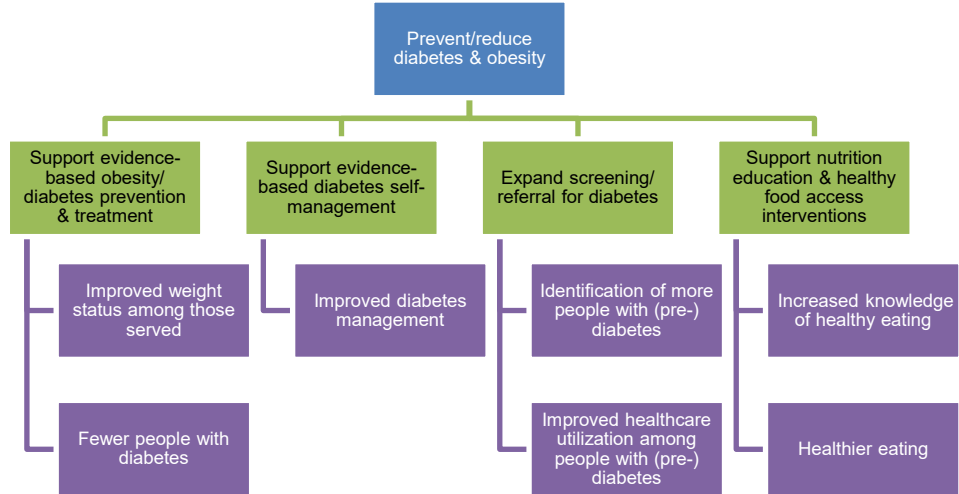 Prevent/reduce
diabetes & obesity
Support evidence-
based obesity/
diabetes prevention
& treatment
Support evidence-
based diabetes self-
management
Expand screening/
referral for diabetes
Support nutrition
education & healthy
food access
interventions
Improved weight
status among those
served
Improved diabetes
management
Identification of more
people with (pre-)
diabetes
Increased knowledge
of healthy eating
Fewer people with
diabetes
Improved healthcare
utilization among
people with (pre-)
diabetes
Healthier eating